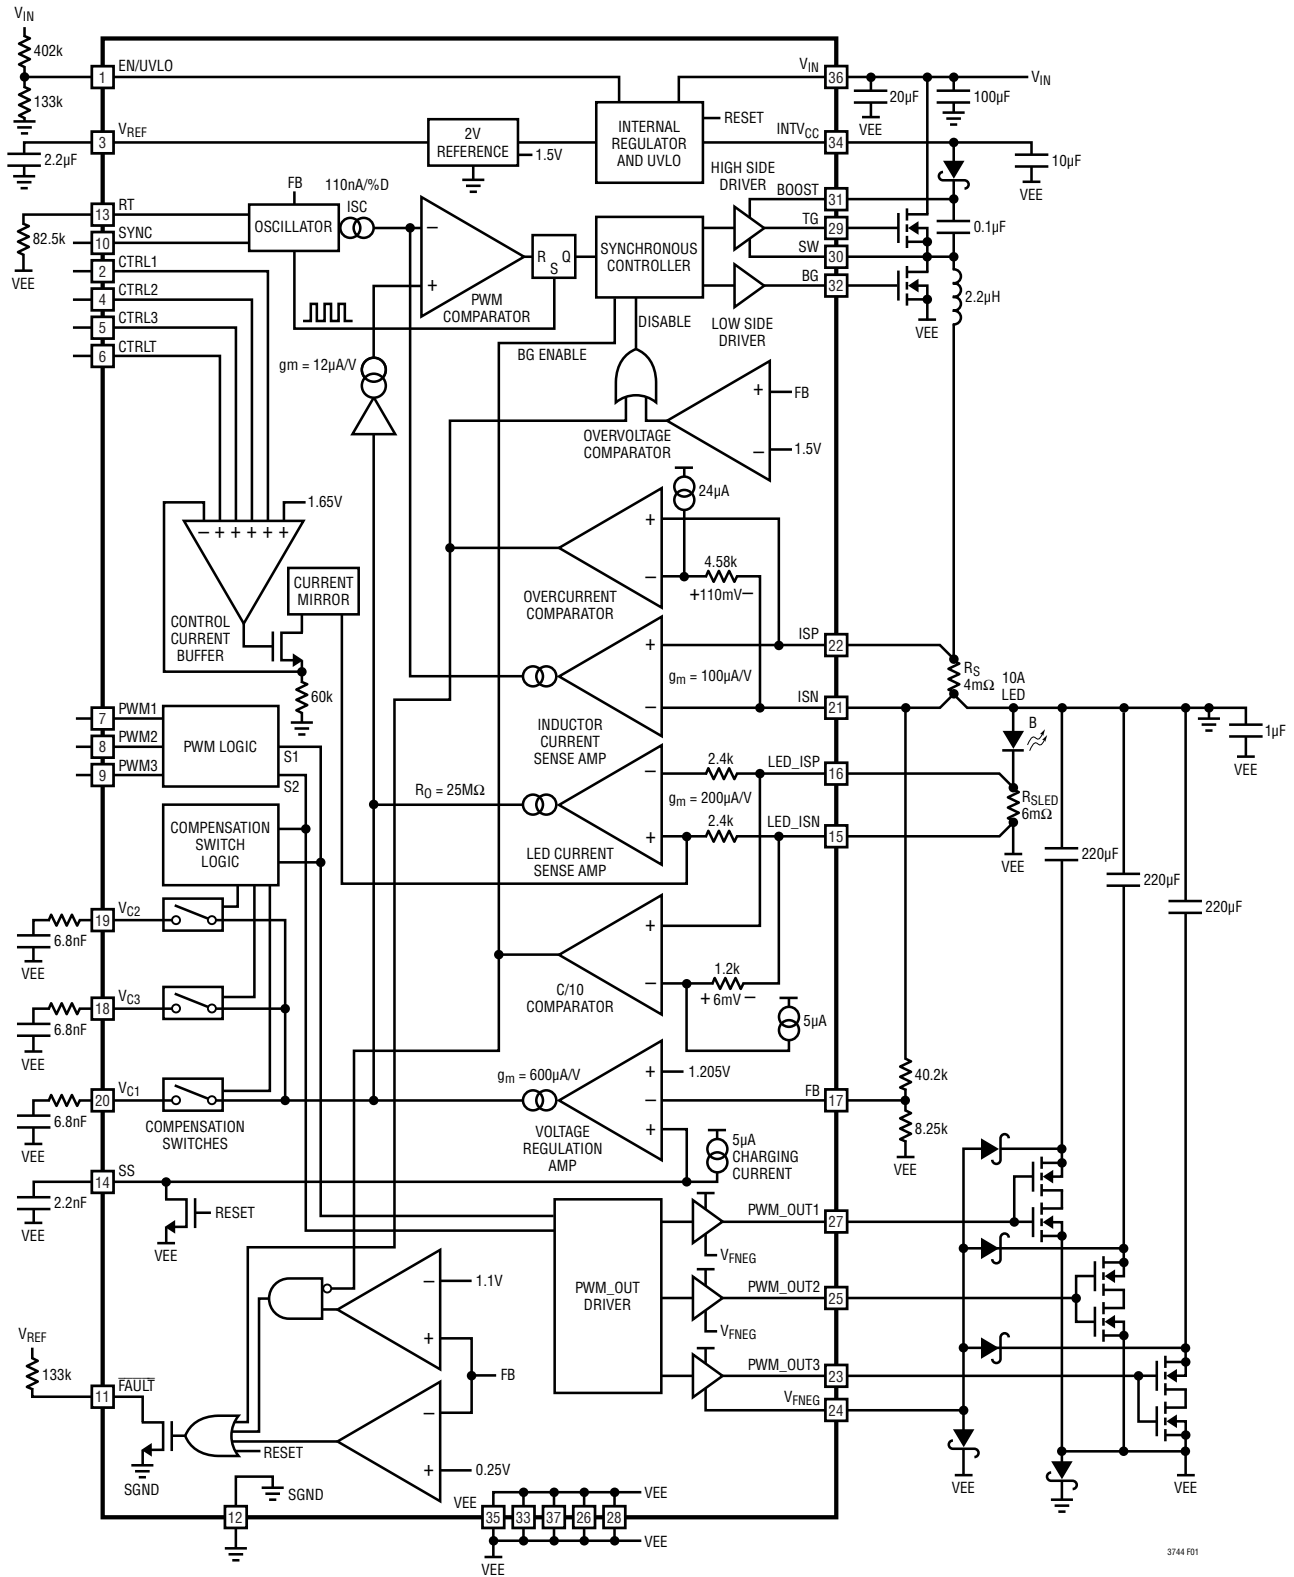 VIN
402k
133k
1
EN/UVLO
VIN
36
VIN
20µF
VEE
100µF
3
VREF
2.2µF
2V
REFERENCE
1.5V
INTERNAL
REGULATOR
AND UVLO
RESET
INTVCC
34
10µF
VEE
HIGH SIDE
DRIVER
BOOST
31
13
RT
82.5k
VEE
10
SYNC
FB
OSCILLATOR
110nA/%D
ISC
−
+
PWM
COMPARATOR
R
S
Q
SYNCHRONOUS
CONTROLLER
TG
29
SW
30
BG
32
0.1µF
2.2µH
VEE
2
CTRL1
4
CTRL2
5
CTRL3
6
CTRLT
DISABLE
LOW SIDE
DRIVER
BG ENABLE
gm = 12µA/V
+
FB
OVERVOLTAGE
COMPARATOR
−
1.5V
24µA
1.65V
− + + + + +
CONTROL
CURRENT
BUFFER
CURRENT
MIRROR
60k
+
−
4.58k
+110mV−
OVERCURRENT
COMPARATOR
+
−
gm = 100µA/V
INDUCTOR
CURRENT
SENSE AMP
ISP
22
ISN
21
RS
4mΩ
10A
LED
B
1µF
VEE
7
PWM1
8
PWM2
9
PWM3
PWM LOGIC
S1
S2
RO = 25MΩ
−
+
2.4k
gm = 200µA/V
2.4k
LED CURRENT
SENSE AMP
LED_ISP
16
LED_ISN
15
RSLED
6mΩ
VEE
220µF
220µF
220µF
COMPENSATION
SWITCH
LOGIC
19
VC2
6.8nF
VEE
18
VC3
6.8nF
VEE
20
VC1
6.8nF
VEE
COMPENSATION
SWITCHES
+
−
C/10
COMPARATOR
1.2k
+ 6mV −
5µA
gm = 600µA/V
+
1.205V
−
+
VOLTAGE
REGULATION
AMP
FB
17
40.2k
8.25k
VEE
5µA
CHARGING
CURRENT
14
SS
2.2nF
VEE
RESET
VEE
PWM_OUT
DRIVER
PWM_OUT1
27
VFNEG
PWM_OUT2
25
VFNEG
PWM_OUT3
23
VFNEG
24
VEE
VEE
−
1.1V
+
FB
−
+
0.25V
VREF
133k
11
FAULT
RESET
SGND
12
SGND
VEE
VEE
35
33
37
26
28
VEE
VEE
3744 F01